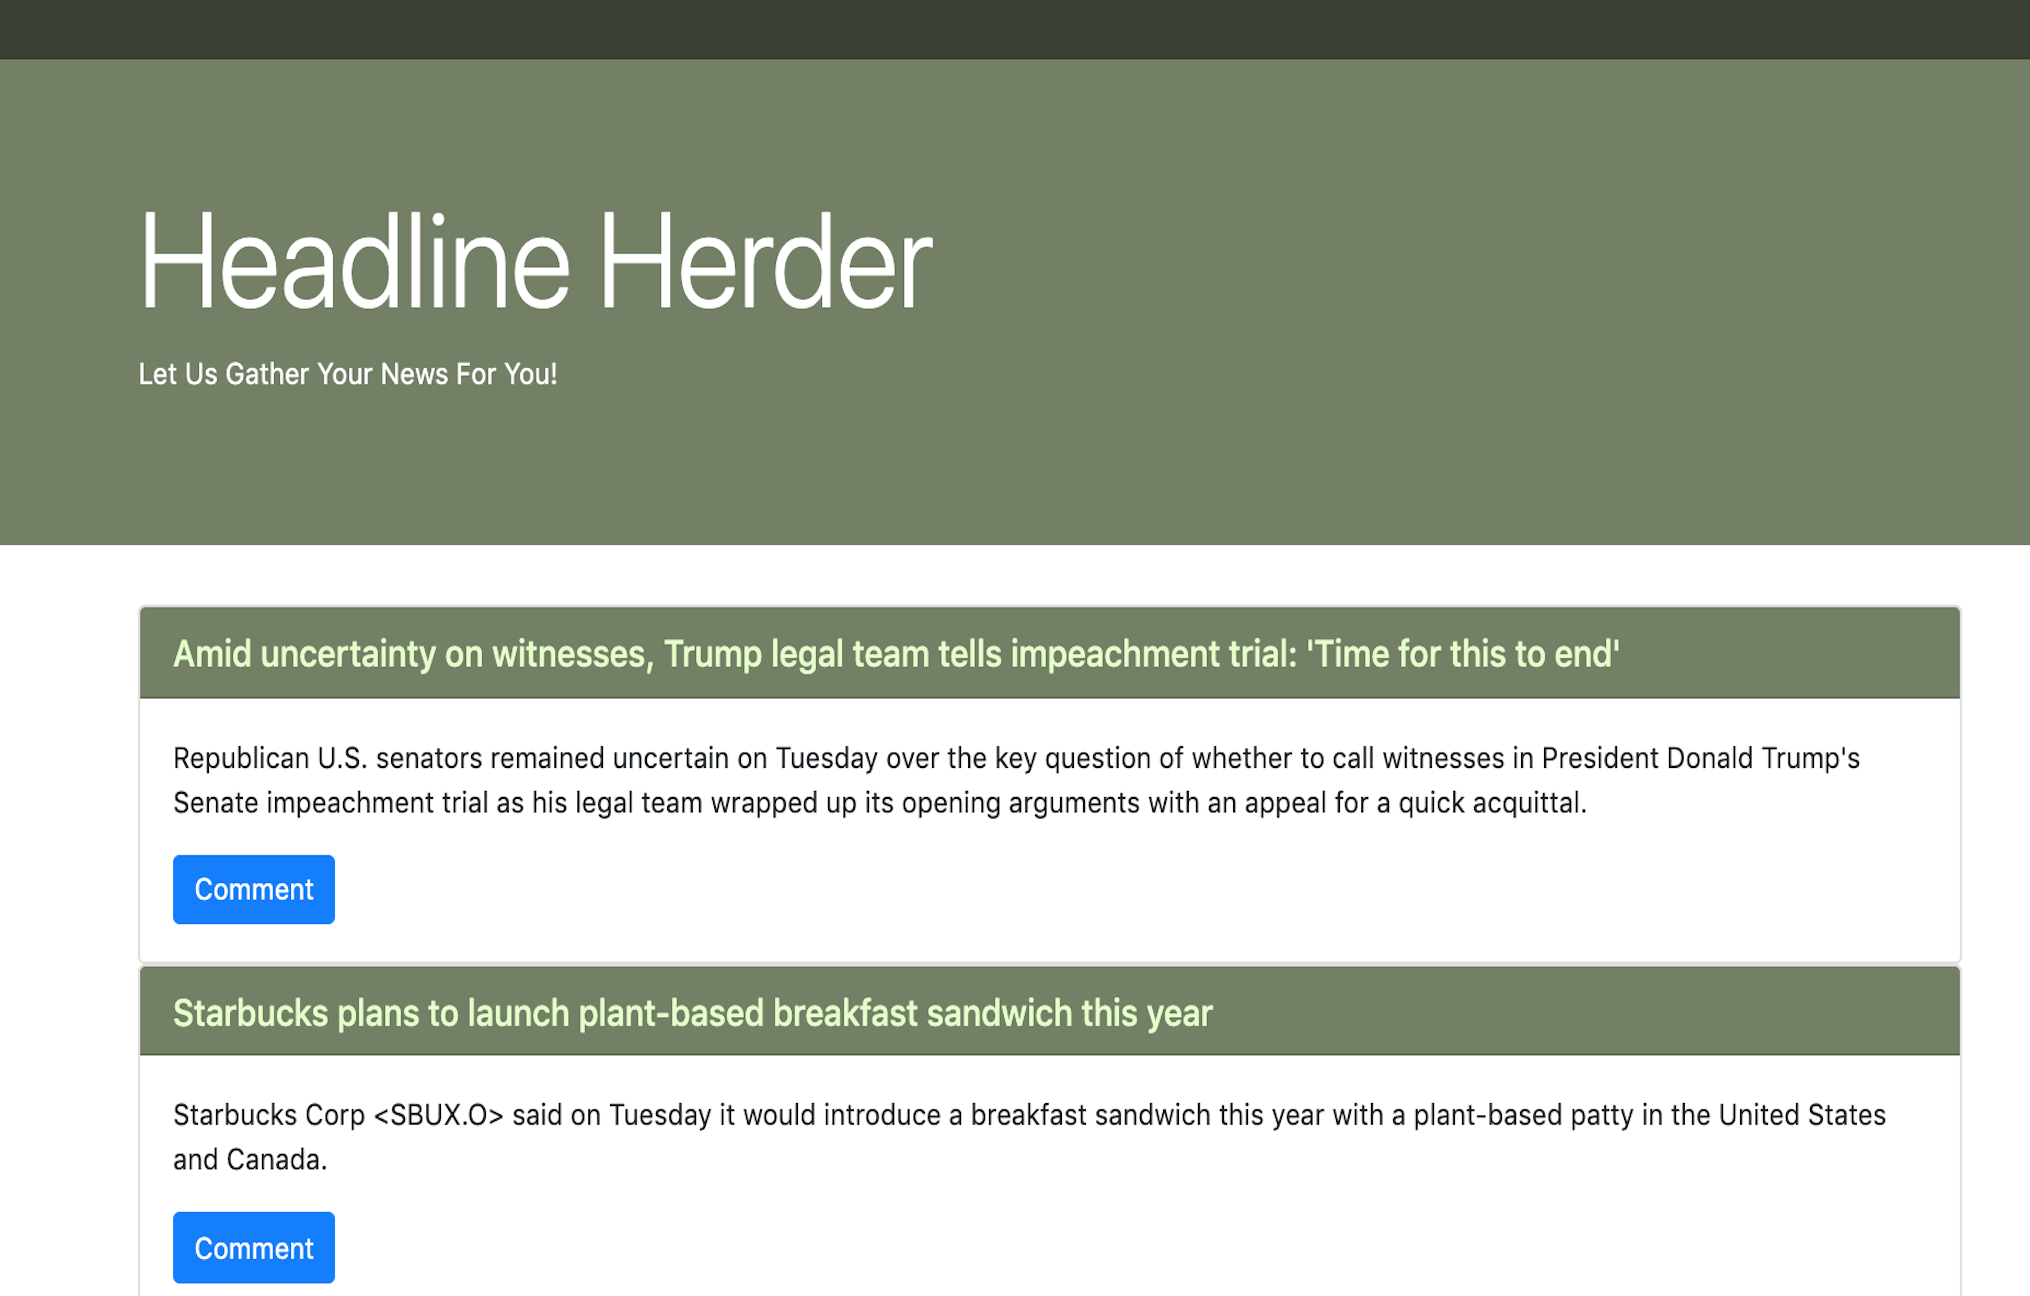 Headline Herder
Let Us Gather Your News For You!
Amid uncertainty on witnesses, Trump legal team tells impeachment trial: 'Time for this to end'
Republican U.S. senators remained uncertain on Tuesday over the key question of whether to call witnesses in President Donald Trump's
Senate impeachment trial as his legal team wrapped up its opening arguments with an appeal for a quick acquittal.
Comment
Starbucks plans to launch plant-based breakfast sandwich this year
Starbucks Corp <SBUX.O> said on Tuesday it would introduce a breakfast sandwich this year with a plant-based patty in the United States
and Canada.
Comment